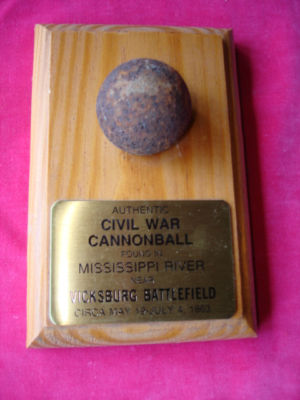 AUTHENTIC
CIVIL WAR
CANNONBALL
FOUND IN
MISSISSIPPI RIVER
NEAR
VICKSBURG BATTLEFIELD
CIRCA MAY 18-JULY 4, 1863